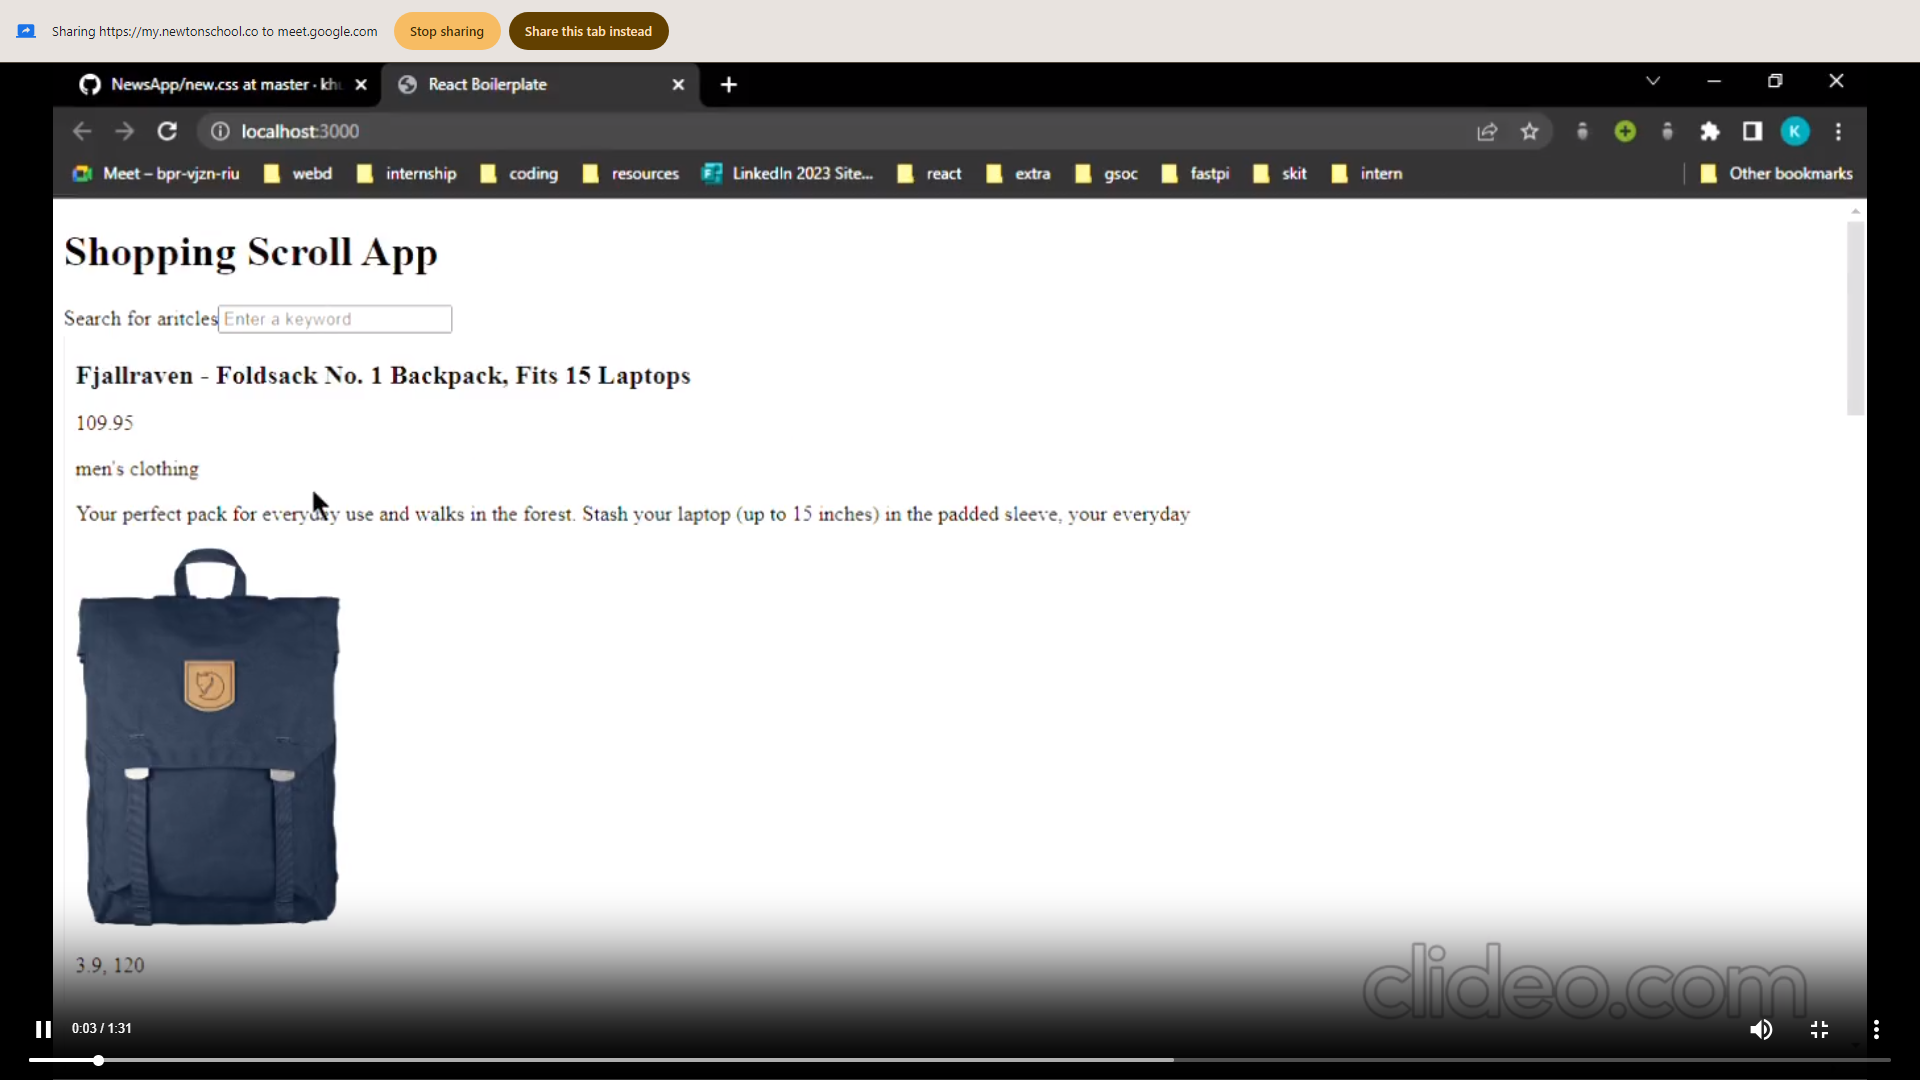 Sharing https://my.newtonschool.co to meet.google.com Stop sharing Share this tab instead
NewsApp/new.css at master · khu React Boilerplate
localhost:3000 K
Meet – bpr-vjzn-riu webd internship coding resources LinkedIn 2023 Site... react extra gsoc fastpi skit intern Other bookmarks
Shopping Scroll App
Search for aritcles Enter a keyword
Fjallraven - Foldsack No. 1 Backpack, Fits 15 Laptops
109.95
men's clothing
Your perfect pack for everyday use and walks in the forest. Stash your laptop (up to 15 inches) in the padded sleeve, your everyday
3.9, 120
clideo.com
0:03 / 1:31